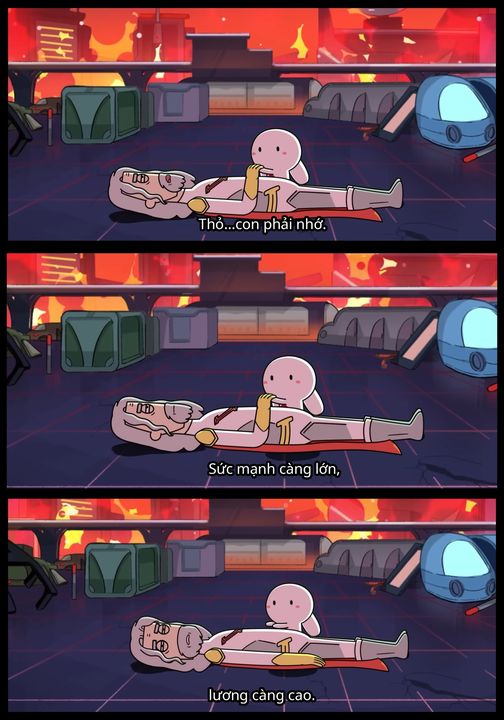 Thỏ...con phải nhớ.
Sức mạnh càng lớn,
lương càng cao.